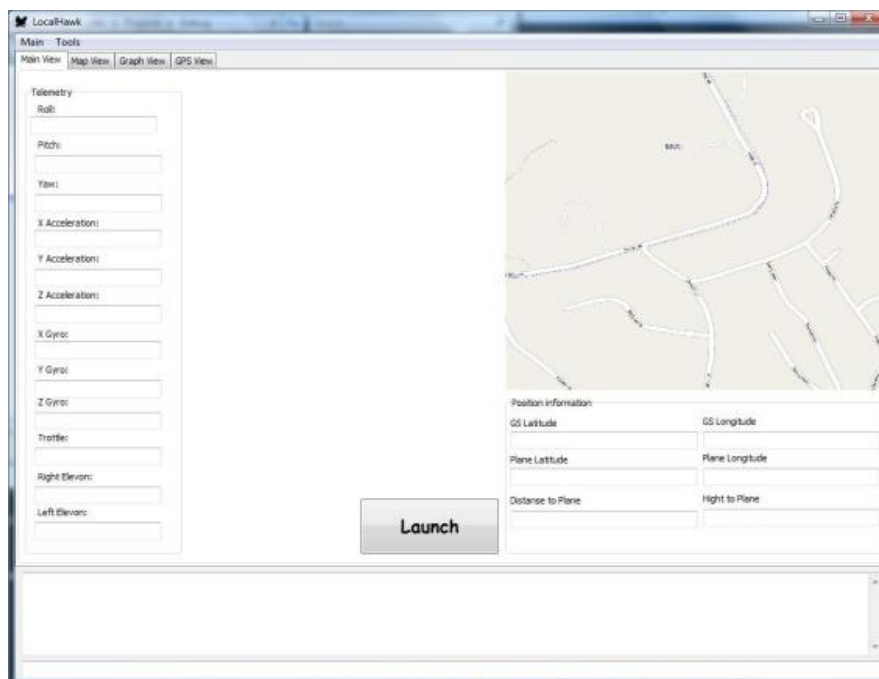 LocalHawk
Main Tools
Main View Map View Graph View GPS View
Telemetry
Roll:
Pitch:
Yaw:
X Acceleration:
Y Acceleration:
Z Acceleration:
X Gyro:
Y Gyro:
Z Gyro:
Trottle:
Right Elevon:
Left Elevon:
Launch
Position information
GS Latitude GS Longitude
Plane Latitude Plane Longitude
Distanse to Plane Hight to Plane